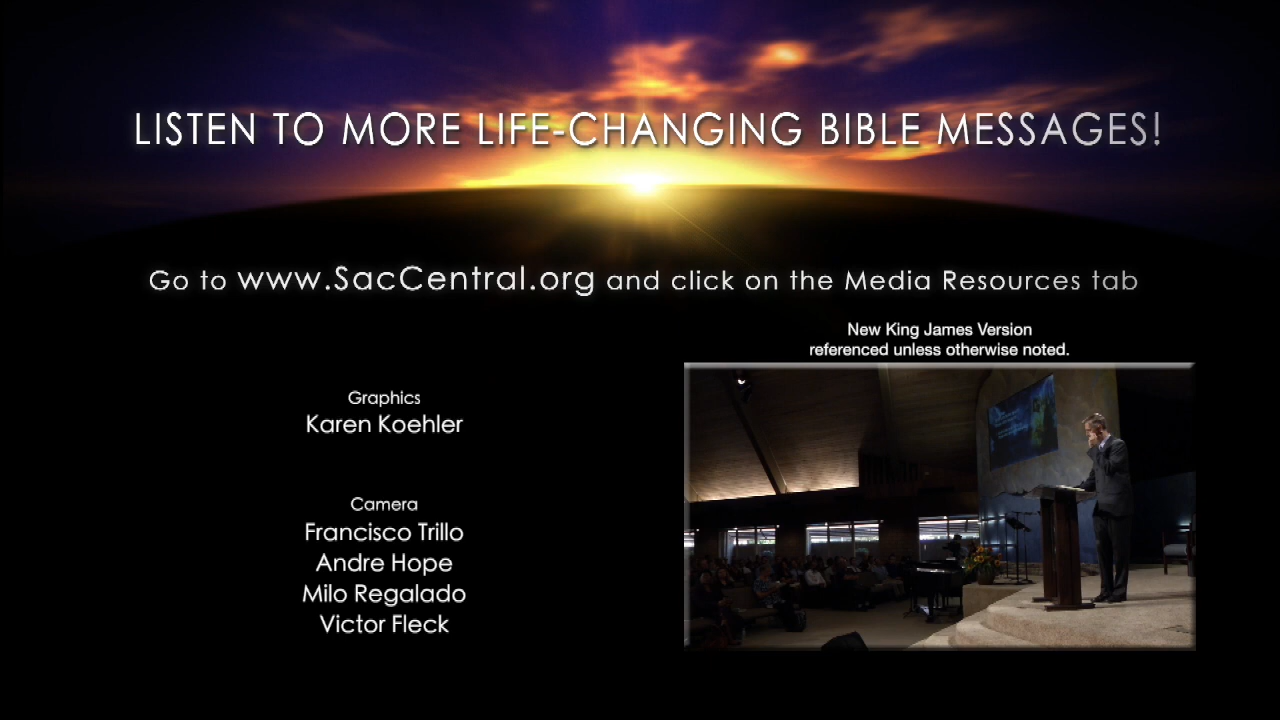 LISTEN TO MORE LIFE-CHANGING BIBLE MESSAGES!
Go to www.SacCentral.org and click on the Media Resources tab
New King James Version
referenced unless otherwise noted.
Graphics
Karen Koehler
Camera
Francisco Trillo
Andre Hope
Milo Regalado
Victor Fleck